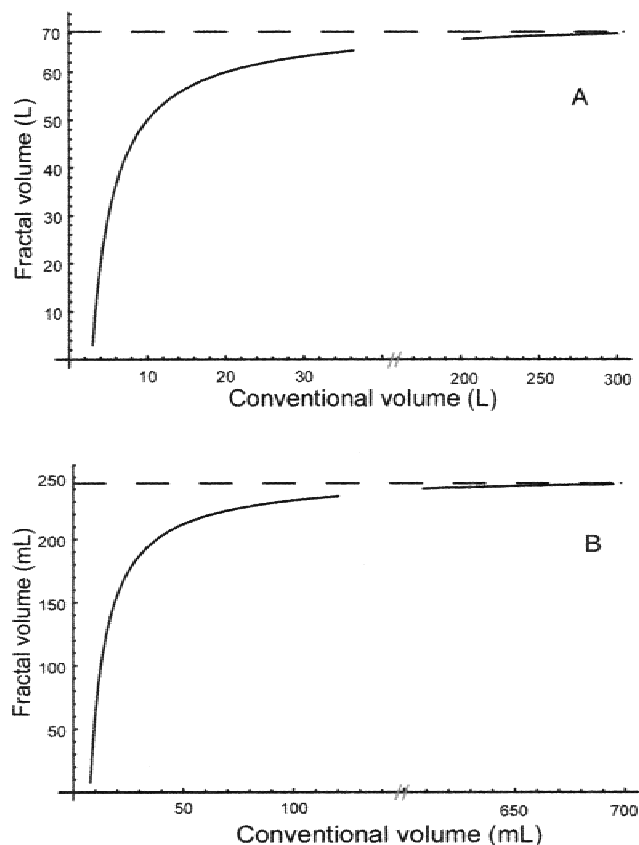 70
60
50
40
30
20
10
Fractal volume (L)
A
10 20 30 200 250 300
Conventional volume (L)
250
200
150
100
50
Fractal volume (mL)
B
50 100 650 700
Conventional volume (mL)